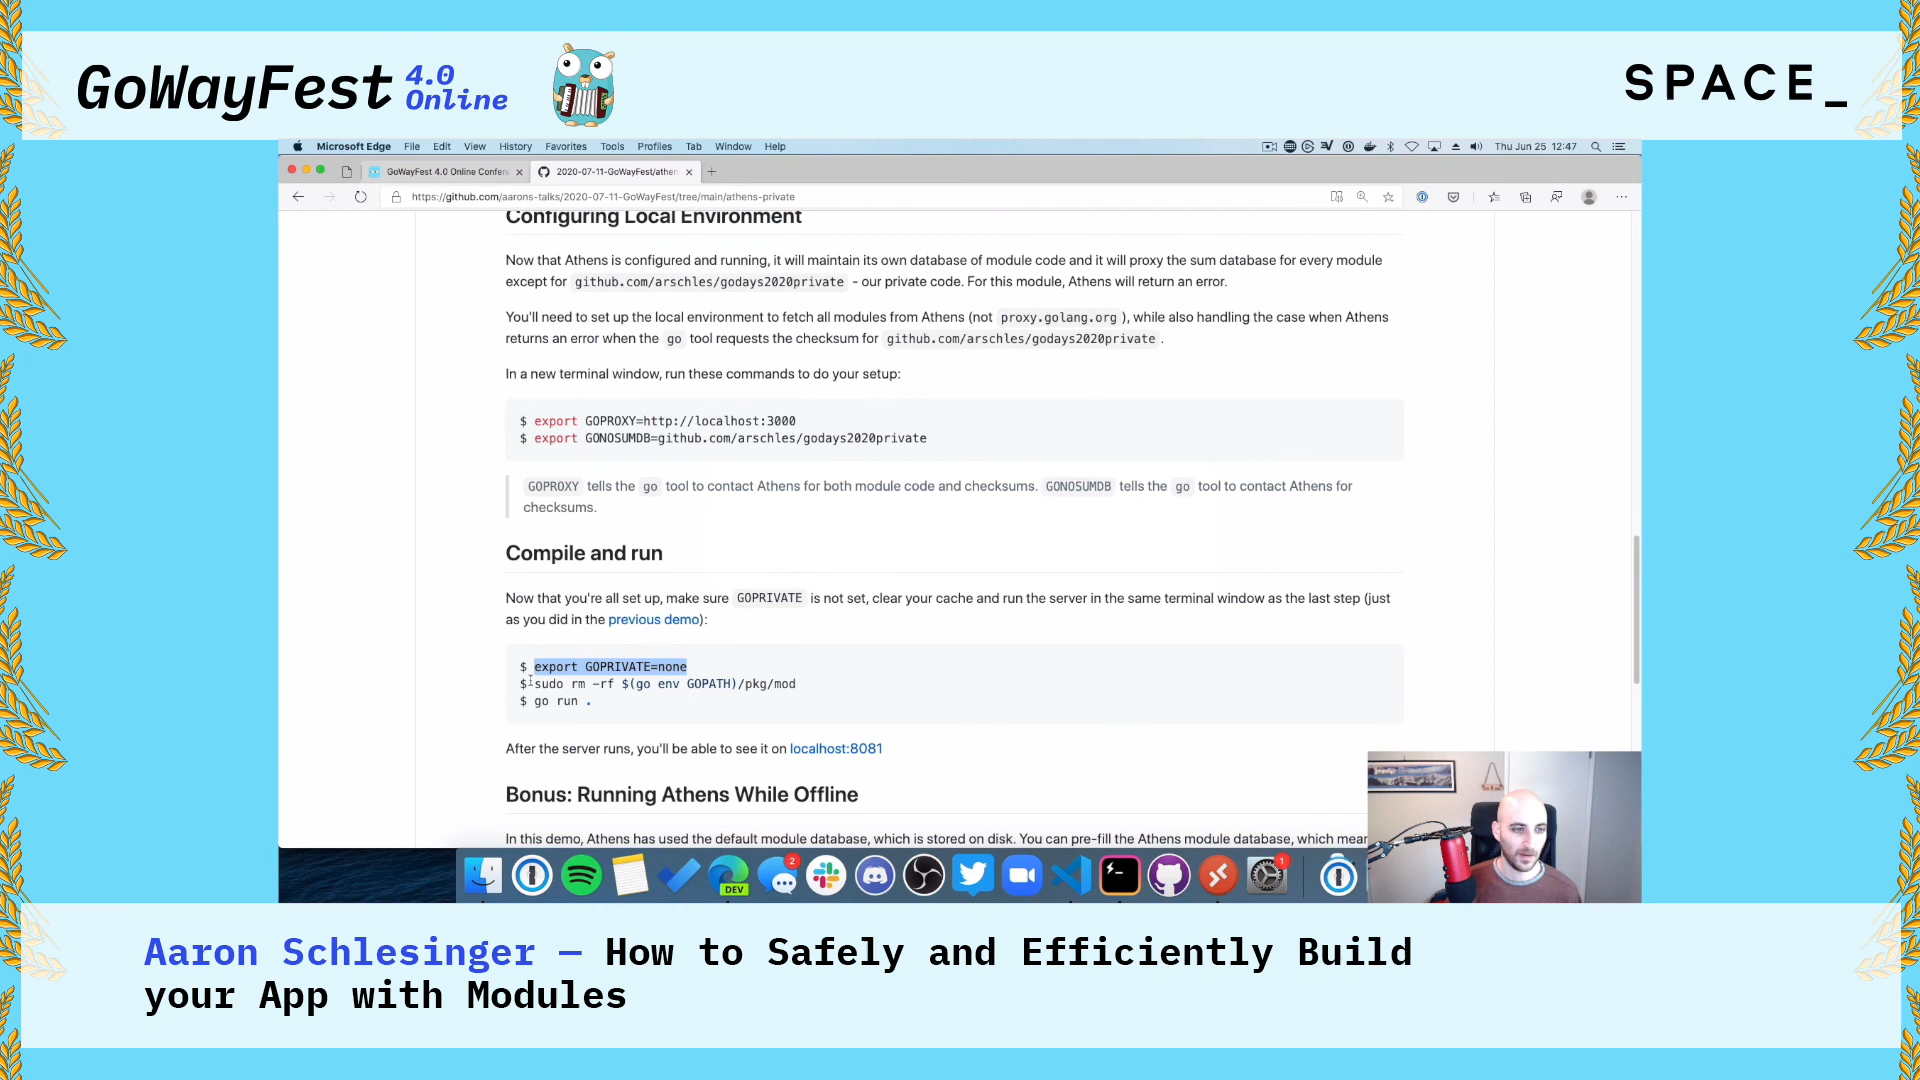 GoWayFest 4.0 Online
SPACE_
Microsoft Edge File Edit View History Favorites Tools Profiles Tab Window Help Thu Jun 25 12:47
GoWayFest 4.0 Online Confere
2020-07-11-GoWayFest/athen
https://github.com/aarons-talks/2020-07-11-GoWayFest/tree/main/athens-private
Configuring Local Environment
Now that Athens is configured and running, it will maintain its own database of module code and it will proxy the sum database for every module
except for github.com/arschles/godays2020private - our private code. For this module, Athens will return an error.
You'll need to set up the local environment to fetch all modules from Athens (not proxy.golang.org ), while also handling the case when Athens
returns an error when the go tool requests the checksum for github.com/arschles/godays2020private .
In a new terminal window, run these commands to do your setup:
$ export GOPROXY=http://localhost:3000
$ export GONOSUMDB=github.com/arschles/godays2020private
GOPROXY tells the go tool to contact Athens for both module code and checksums. GONOSUMDB tells the go tool to contact Athens for
checksums.
Compile and run
Now that you're all set up, make sure GOPRIVATE is not set, clear your cache and run the server in the same terminal window as the last step (just
as you did in the previous demo):
$ export GOPRIVATE=none
$ sudo rm -rf $(go env GOPATH)/pkg/mod
$ go run .
After the server runs, you'll be able to see it on localhost:8081
Bonus: Running Athens While Offline
In this demo, Athens has used the default module database, which is stored on disk. You can pre-fill the Athens module database, which mear
DEV
2
1
Aaron Schlesinger — How to Safely and Efficiently Build
your App with Modules